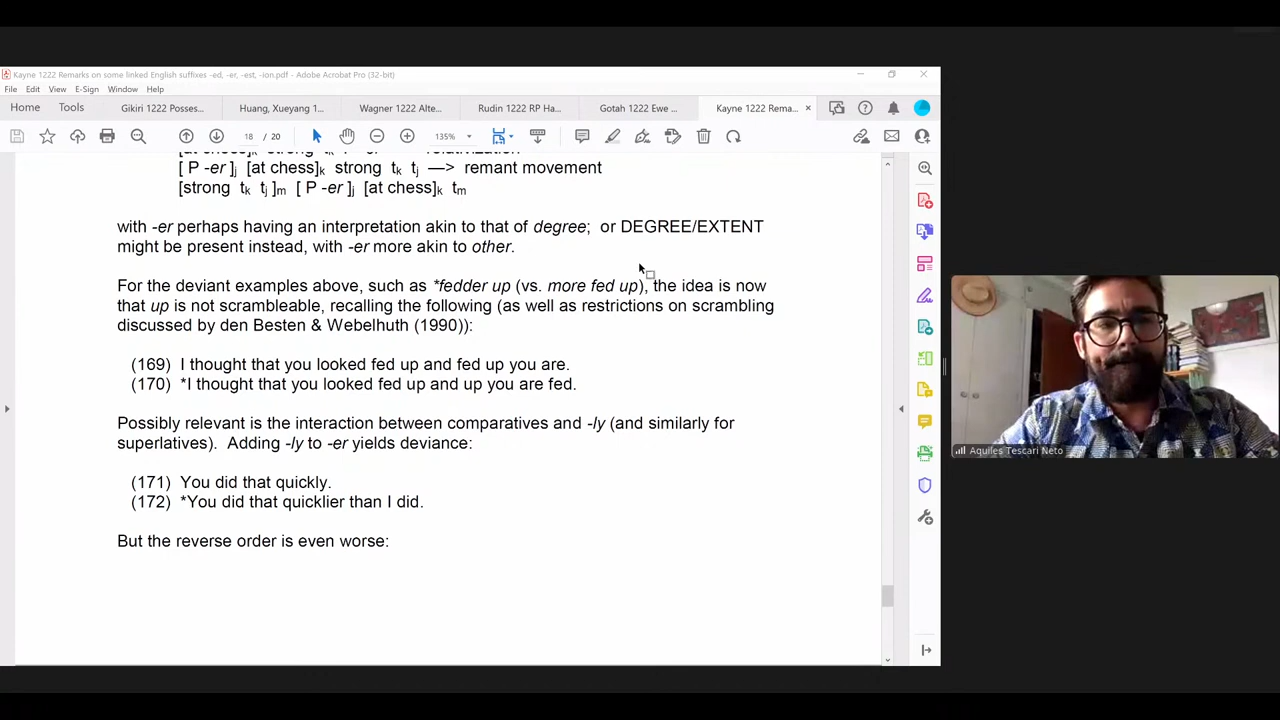 Kayne 1222 Remarks on some linked English suffixes -ed, -er, -est, -ion.pdf - Adobe Acrobat Pro (32-bit)
File Edit View E-Sign Window Help
Home Tools Gikiri 1222 Posses... Huang, Xueyang 1... Wagner 1222 Alte... Rudin 1222 RP Ha... Gotah 1222 Ewe ... Kayne 1222 Rema... ×
18 / 20 135%
[ P -er ]j [at chess]k strong tk tj —> remant movement
[strong tk tj ]m [ P -er ]j [at chess]k tm
with -er perhaps having an interpretation akin to that of degree; or DEGREE/EXTENT
might be present instead, with -er more akin to other.
For the deviant examples above, such as *fedder up (vs. more fed up), the idea is now
that up is not scrambleable, recalling the following (as well as restrictions on scrambling
discussed by den Besten & Webelhuth (1990)):
(169) I thought that you looked fed up and fed up you are.
(170) *I thought that you looked fed up and up you are fed.
Possibly relevant is the interaction between comparatives and -ly (and similarly for
superlatives). Adding -ly to -er yields deviance:
(171) You did that quickly.
(172) *You did that quicklier than I did.
But the reverse order is even worse:
Aquiles Tescari Neto